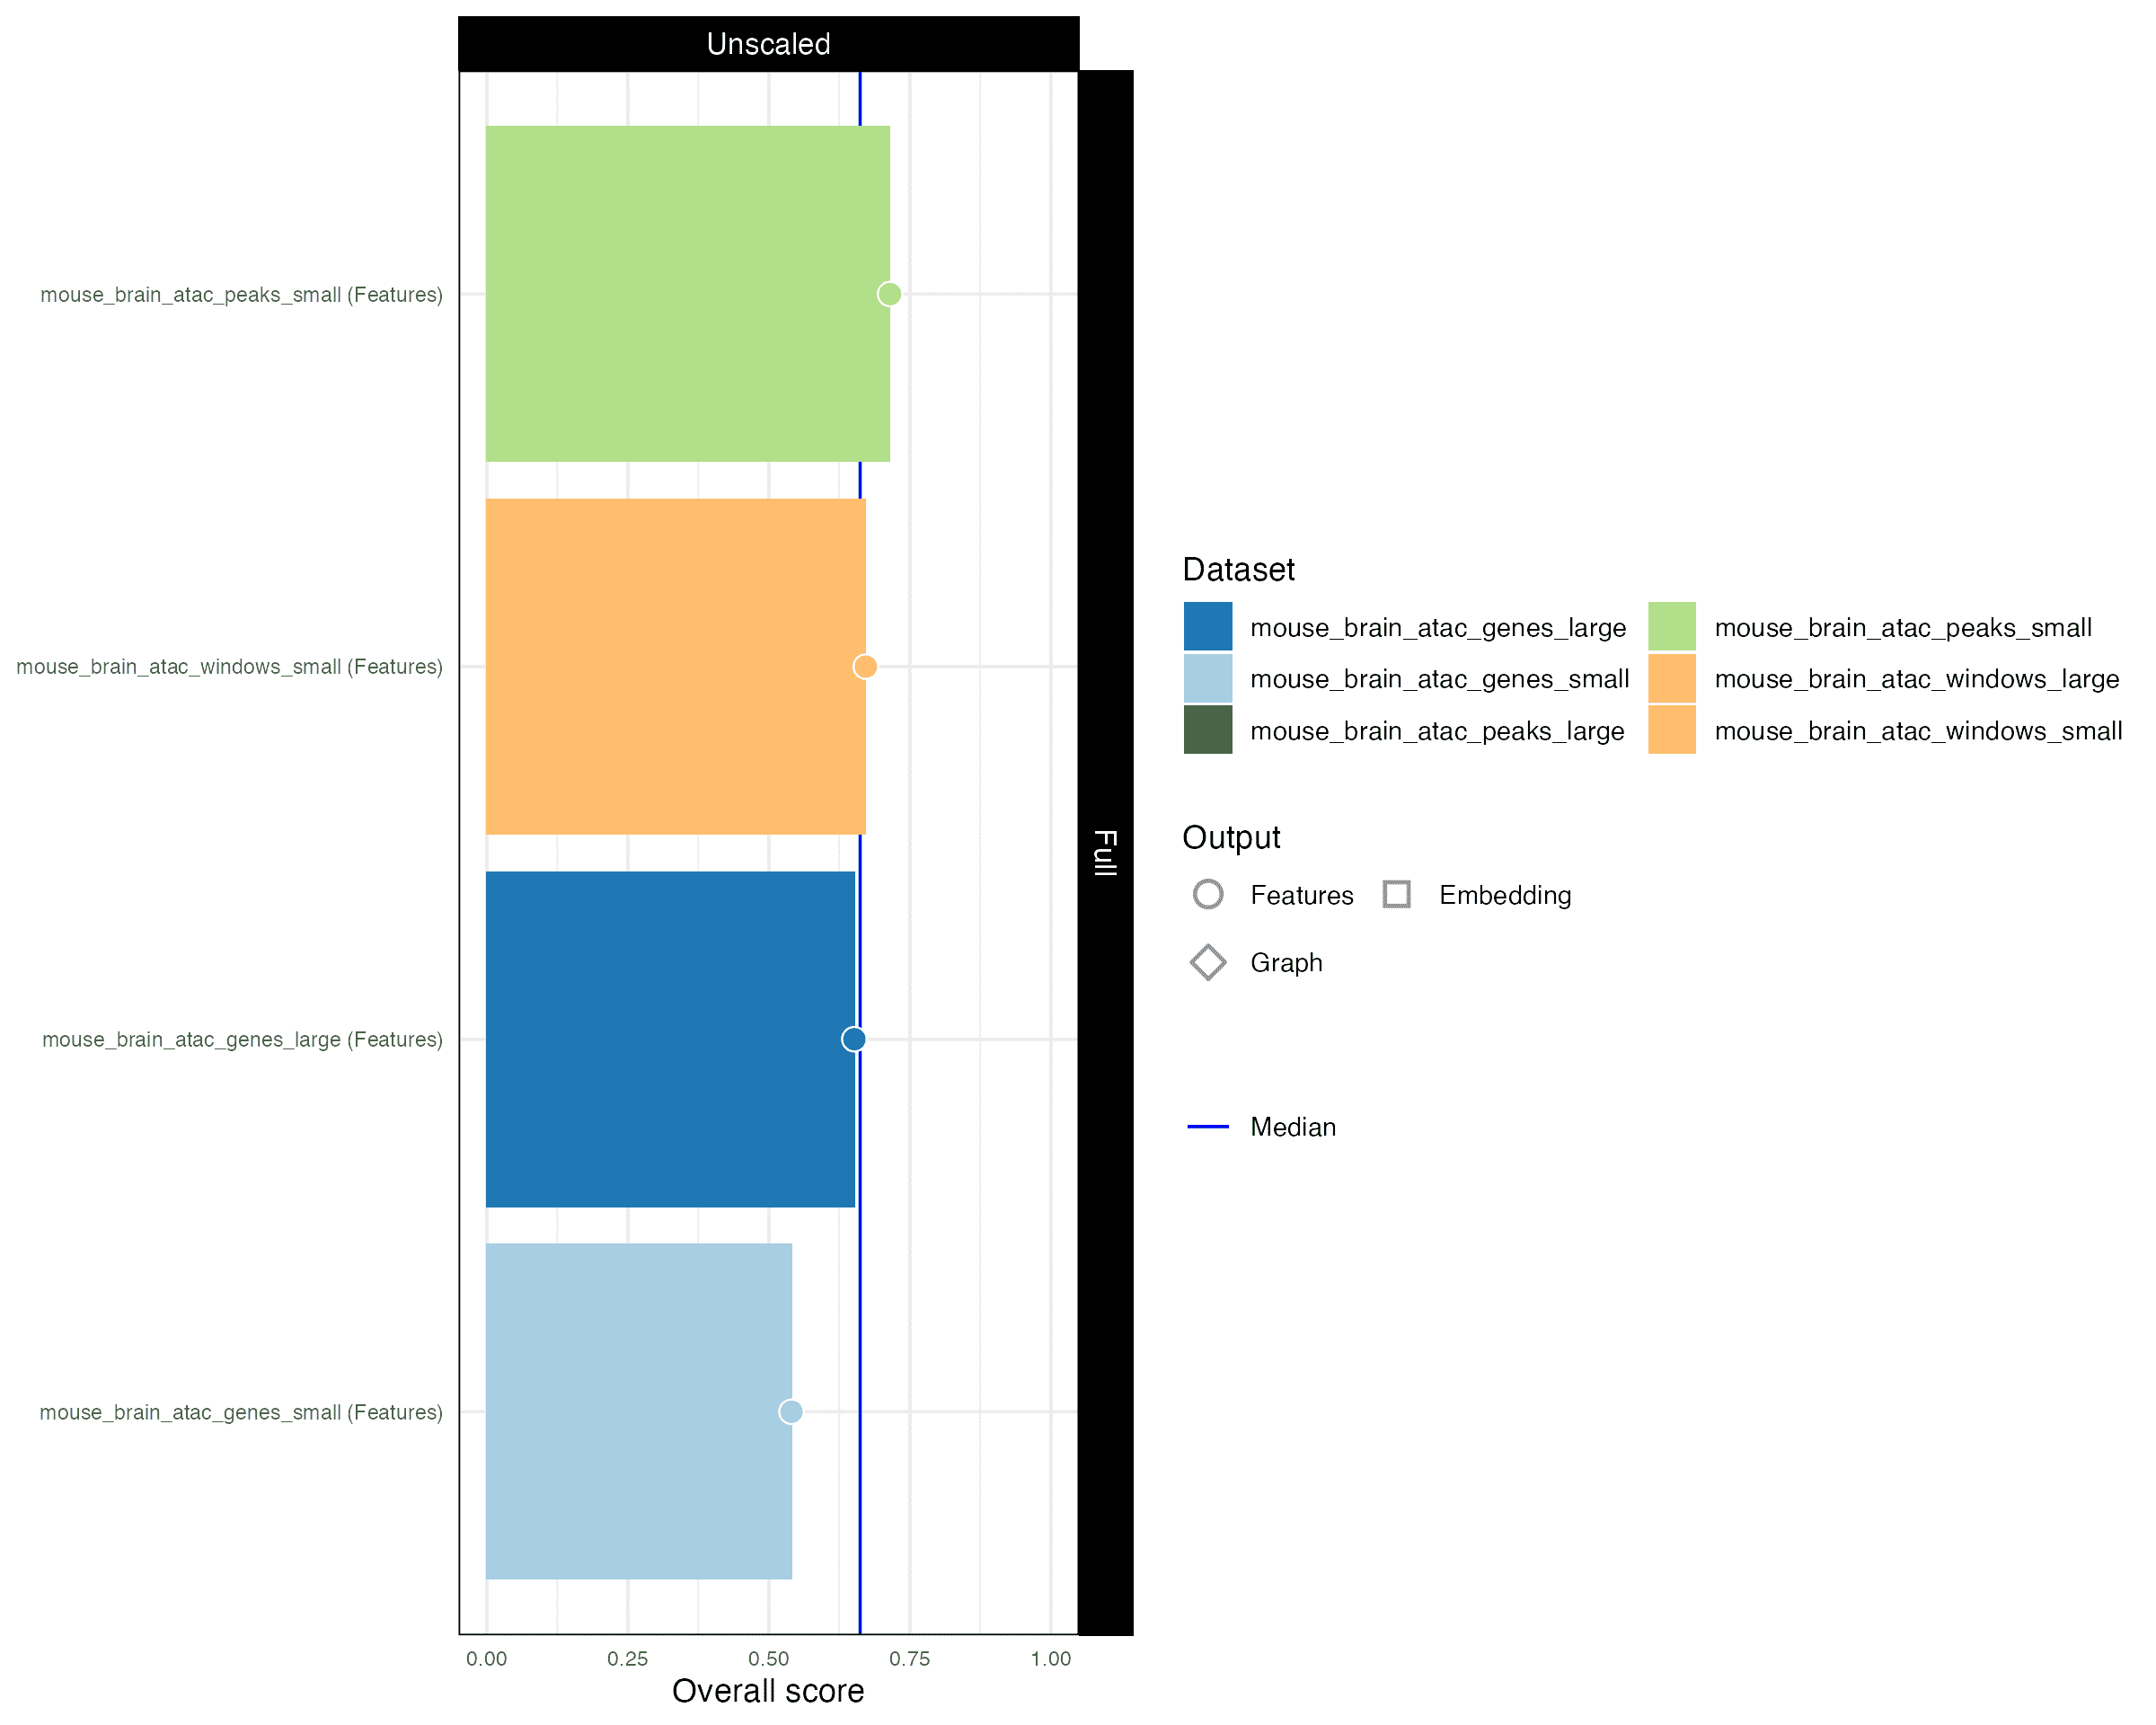 Unscaled
Full
mouse_brain_atac_peaks_small (Features)
mouse_brain_atac_windows_small (Features)
mouse_brain_atac_genes_large (Features)
mouse_brain_atac_genes_small (Features)
0.00 0.25 0.50 0.75 1.00
Overall score
Dataset
mouse_brain_atac_genes_large mouse_brain_atac_peaks_small
mouse_brain_atac_genes_small mouse_brain_atac_windows_large
mouse_brain_atac_peaks_large mouse_brain_atac_windows_small
Output
Features Embedding
Graph
Median